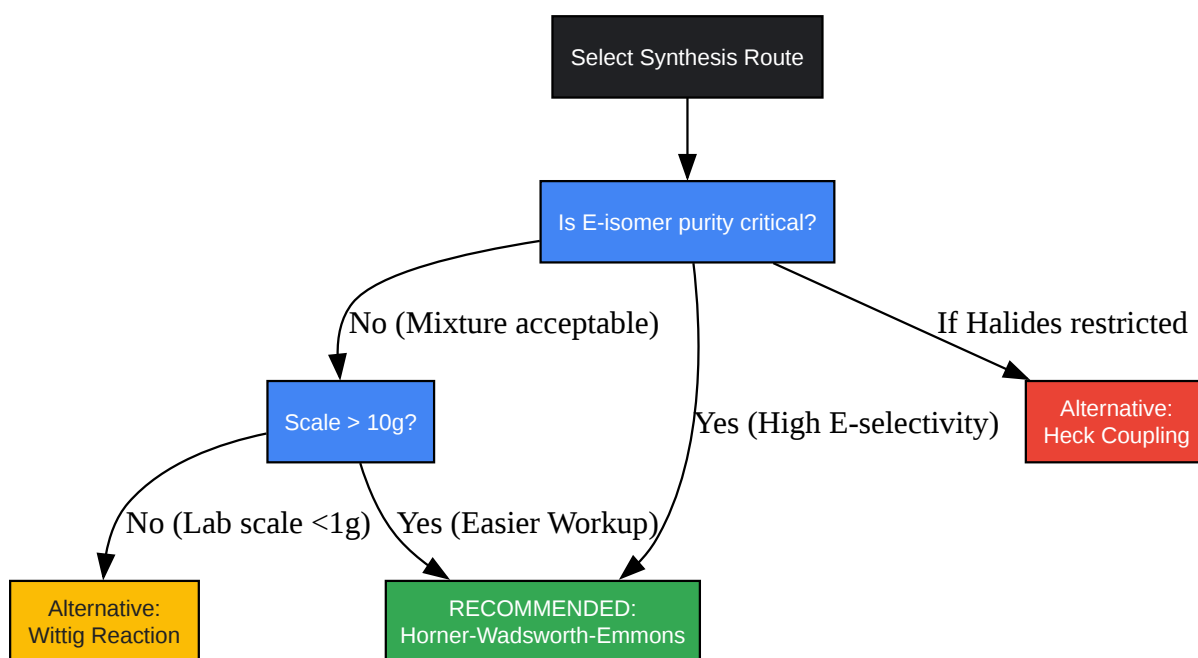 Select Synthesis Route
Is E-isomer purity critical?
No (Mixture acceptable)
If Halides restricted
Scale > 10g?
Yes (High E-selectivity)
Alternative:
Heck Coupling
No (Lab scale <1g)
Yes (Easier Workup)
Alternative:
Wittig Reaction
RECOMMENDED:
Horner-Wadsworth-Emmons